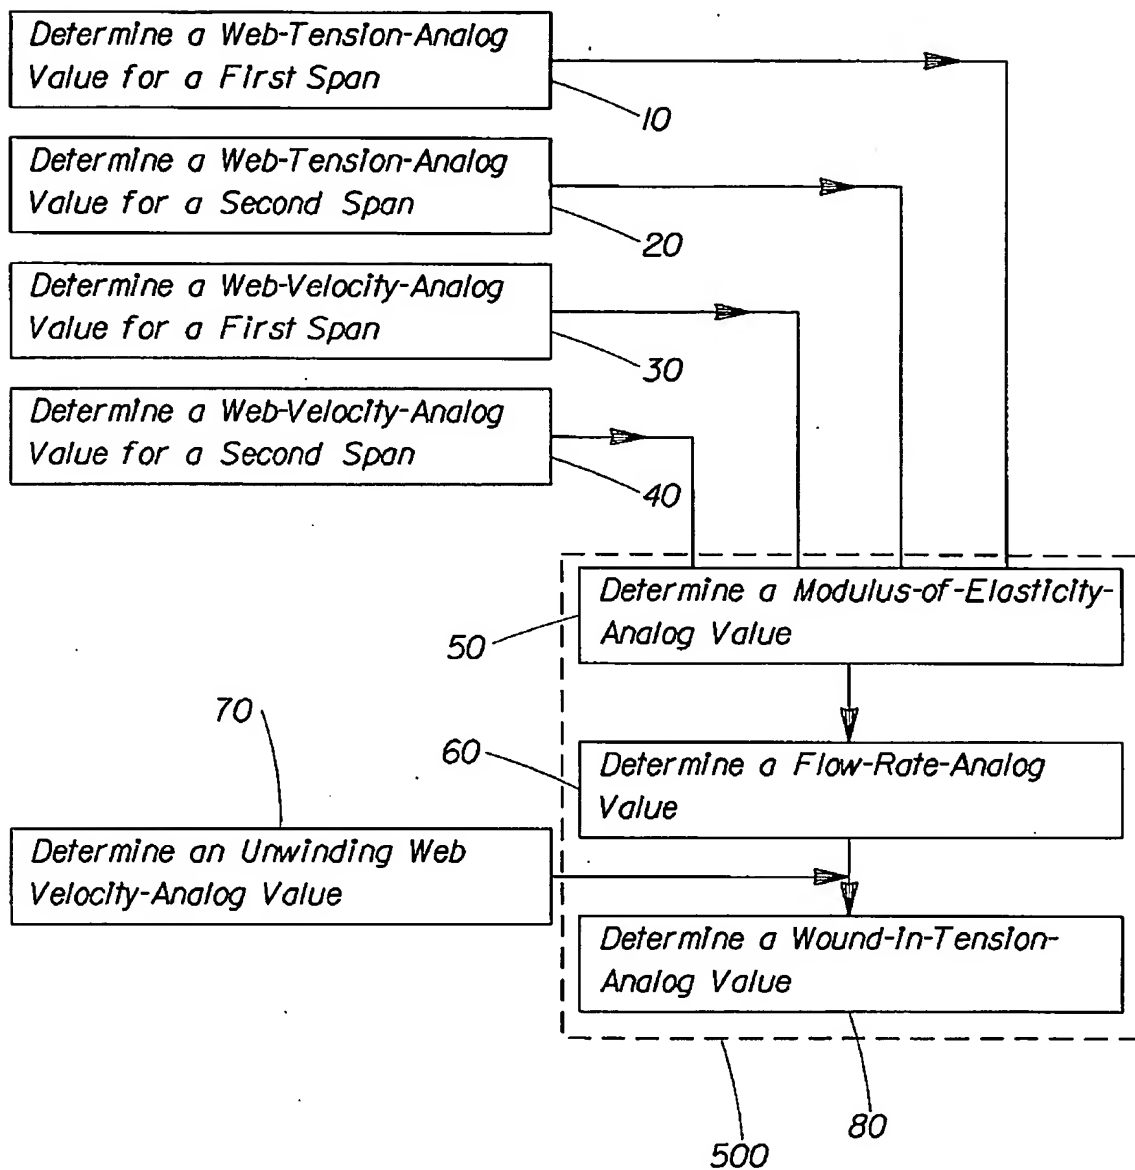 Determine a Web-Tension-Analog
Value for a First Span
10
Determine a Web-Tension-Analog
Value for a Second Span
20
Determine a Web-Velocity-Analog
Value for a First Span
30
Determine a Web-Velocity-Analog
Value for a Second Span
40
Determine a Modulus-of-Elasticity-
Analog Value
50
70
60
Determine a Flow-Rate-Analog
Value
Determine an Unwinding Web
Velocity-Analog Value
Determine a Wound-in-Tension-
Analog Value
80
500